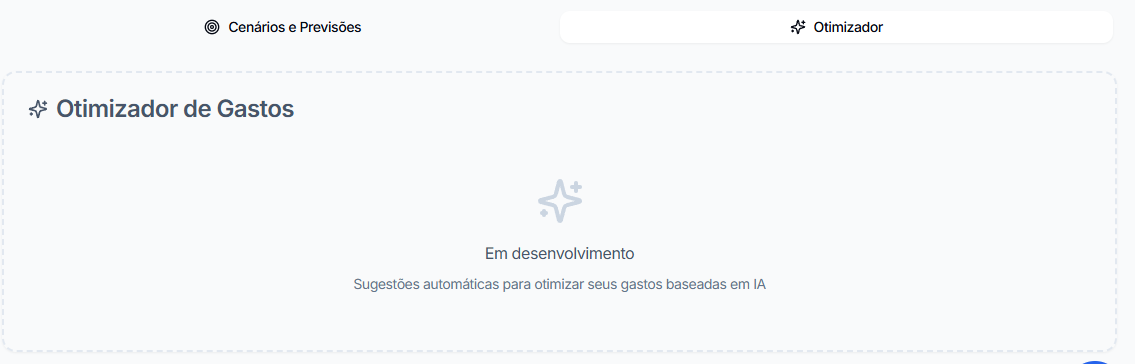 Cenários e Previsões
Otimizador
Otimizador de Gastos
Em desenvolvimento
Sugestões automáticas para otimizar seus gastos baseadas em IA